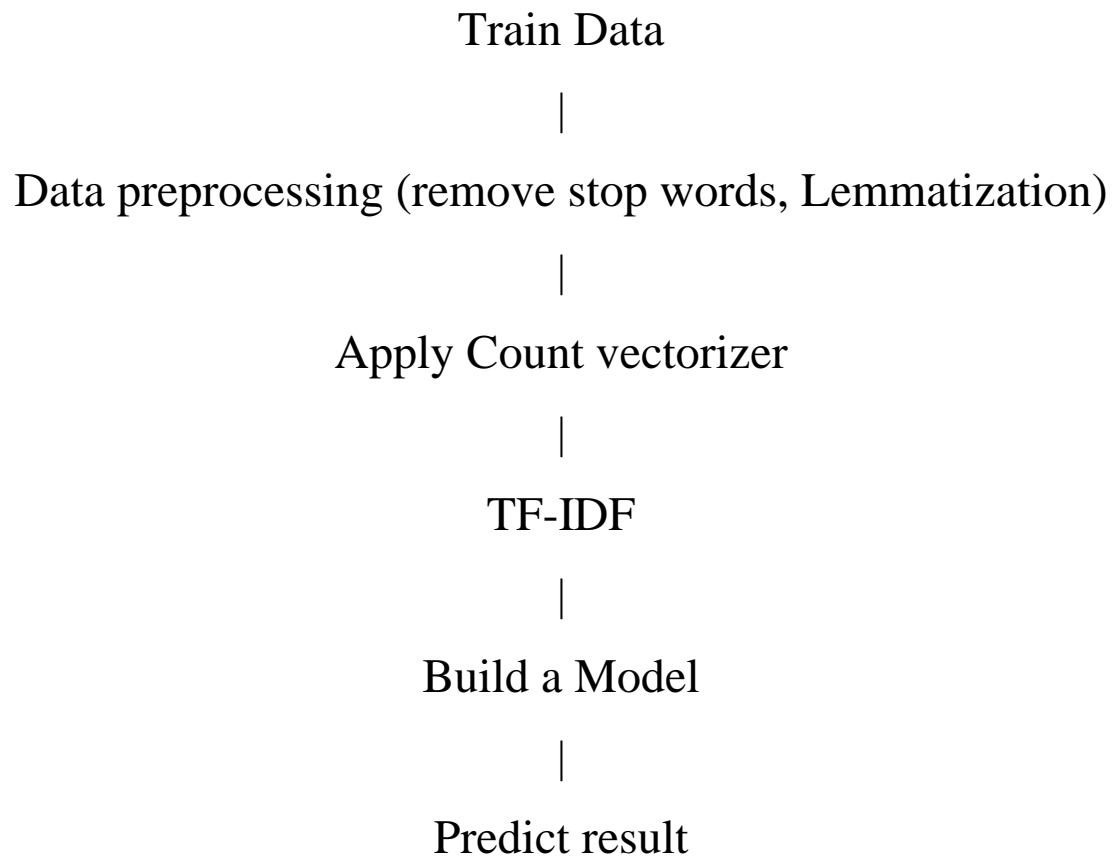 Train Data
|
Data preprocessing (remove stop words, Lemmatization)
|
Apply Count vectorizer
|
TF-IDF
|
Build a Model
|
Predict result